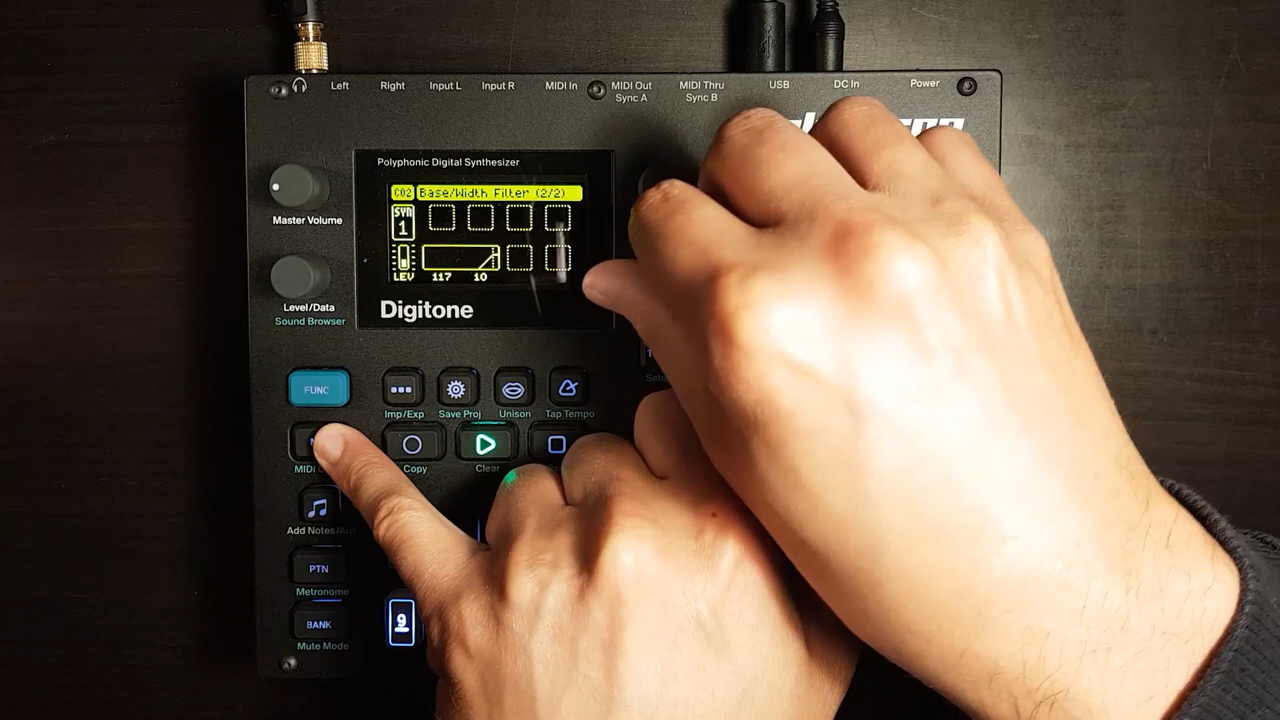 Left
Right
Input L
Input R
MIDI In
MIDI Out
Sync A
MIDI Thru
Sync B
USB
DC In
Power
Polyphonic Digital Synthesizer
C02 Base/Width Filter (2/2)
SYN
1
LEV 117 10
Master Volume
Level/Data
Sound Browser
Digitone
FUNC
Imp/Exp
Save Proj
Unison
Tap Tempo
MIDI
Copy
Clear
Add Notes/
PTN
Metronome
BANK
Mute Mode
9